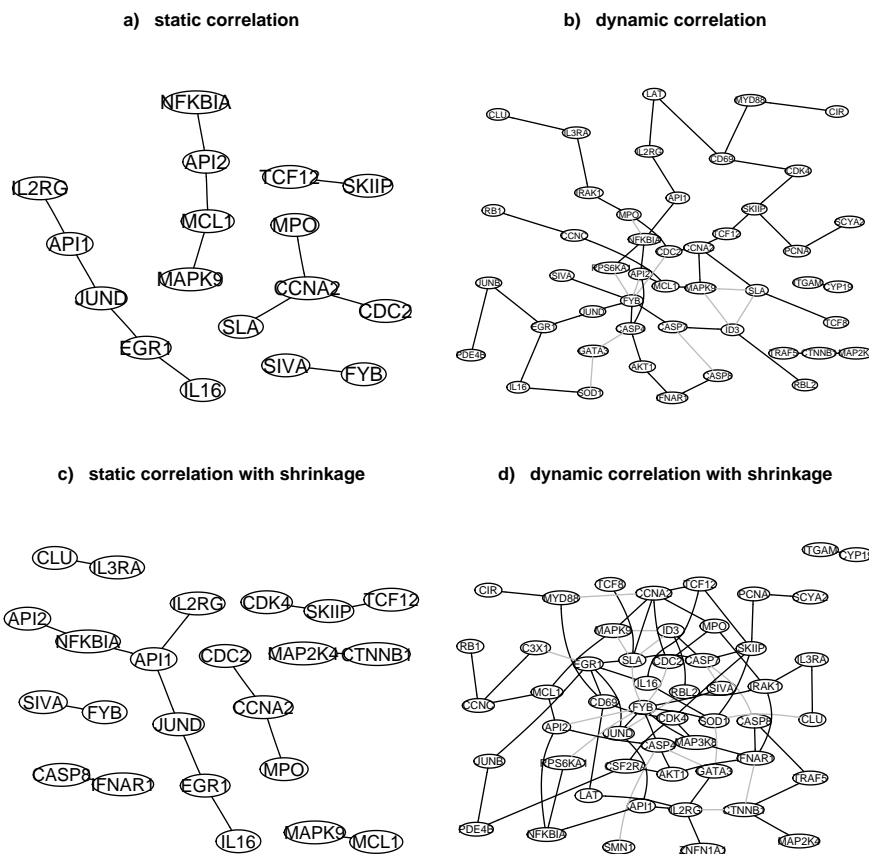 a) static correlation
NFKBIA
API2
IL2RG
TCF12
SKIIP
MCL1
MPO
API1
MAPK9
CCNA2
JUND
CDC2
SLA
EGR1
SIVA
FYB
IL16
b) dynamic correlation
LAT
MYD88
CLU
CIR
IL3RA
IL2RG
CD69
CDK4
IRAK1
API1
RB1
MPO
SKIIP
SCYA2
CCNC
NFKBIA
TCF12
CDC2
CCNA2
PCNA
RPS6KA1
SIVA
API2
JUNB
MCL1
MAPK9
SLA
ITGAM
CYP19
FYB
JUND
EGR1
CASP4
CASP7
ID3
TCF8
PDE4B
GATA3
TRAF5
CTNNB1
MAP2K4
AKT1
CASP8
IL16
SOD1
IFNAR1
RBL2
c) static correlation with shrinkage
CLU
IL3RA
IL2RG
CDK4
TCF12
API2
SKIIP
NFKBIA
API1
CDC2
MAP2K4
CTNNB1
SIVA
FYB
CCNA2
JUND
CASP8
IFNAR1
MPO
EGR1
IL16
MAPK9
MCL1
d) dynamic correlation with shrinkage
ITGAM
CYP19
CIR
TCF8
TCF12
MYD88
CCNA2
PCNA
SCYA2
MAPK9
ID3
MPO
RB1
C3X1
SKIIP
EGR1
SLA
CDC2
CASP7
IL3RA
IL16
MCL1
RBL2
SIVA
IRAK1
CCNC
CD69
FYB
API2
CDK4
SOD1
CASP8
CLU
JUND
CASP4
MAP3K8
JUNB
RPS6KA1
CSF2RA
IFNAR1
AKT1
GATA3
TRAF5
LAT
API1
IL2RG
CTNNB1
PDE4B
NFKBIA
SMN1
ZNFN1A1
MAP2K4